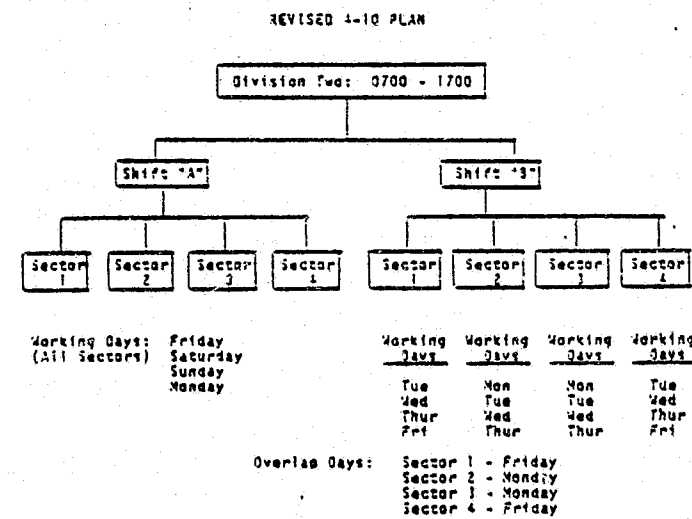 REVISED 4-10 PLAN
Division Two: 0700 - 1700
Shift "A" Shift "B"
Sector 1 Sector 2 Sector 3 Sector 4 Sector 1 Sector 2 Sector 3 Sector 4
Working Days: Friday
(All Sectors) Saturday
Sunday
Monday
Working Days Working Days Working Days Working Days
Tue Mon Mon Tue
Wed Tue Tue Wed
Thur Wed Wed Thur
Fri Thur Thur Fri
Overlap Days: Sector 1 - Friday
Sector 2 - Monday
Sector 3 - Monday
Sector 4 - Friday